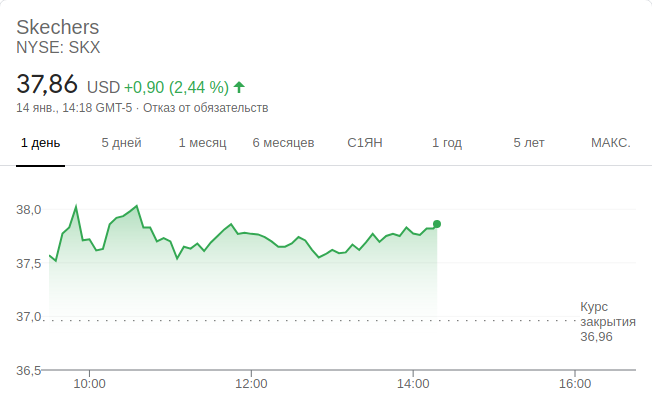 Skechers
NYSE: SKX
37,86 USD +0,90 (2,44 %)
14 янв., 14:18 GMT-5 · Отказ от обязательств
1 день 5 дней 1 месяц 6 месяцев С1ЯН 1 год 5 лет МАКС.
38,0
37,5
37,0
Курс
закрытия
36,96
36,5
10:00 12:00 14:00 16:00